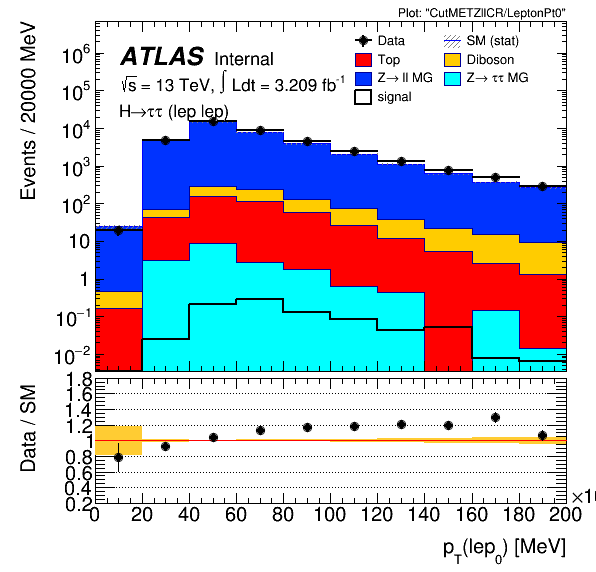 Plot: "CutMETZllCR/LeptonPt0"
Events / 20000 MeV
10⁶
10⁵
10⁴
10³
10²
10
1
10⁻¹
10⁻²
ATLAS Internal
√s = 13 TeV, ∫ Ldt = 3.209 fb⁻¹
H→ττ (lep lep)
Data
SM (stat)
Top
Diboson
Z→ ll MG
Z→ ττ MG
signal
Data / SM
1.8
1.6
1.4
1.2
1
0.8
0.6
0.4
0.2
0 20 40 60 80 100 120 140 160 180 200
p_T(lep₀) [MeV]